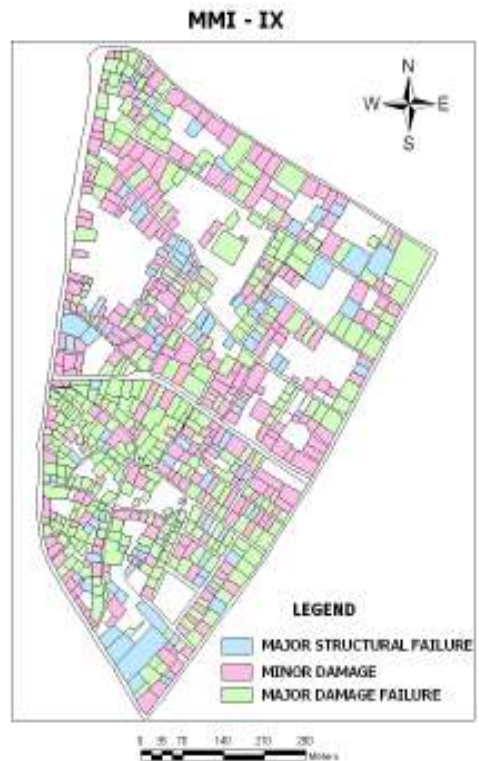 MMI - IX
N
W E
S
LEGEND
MAJOR STRUCTURAL FAILURE
MINOR DAMAGE
MAJOR DAMAGE FAILURE
0 35 70 140 210 280
Meters